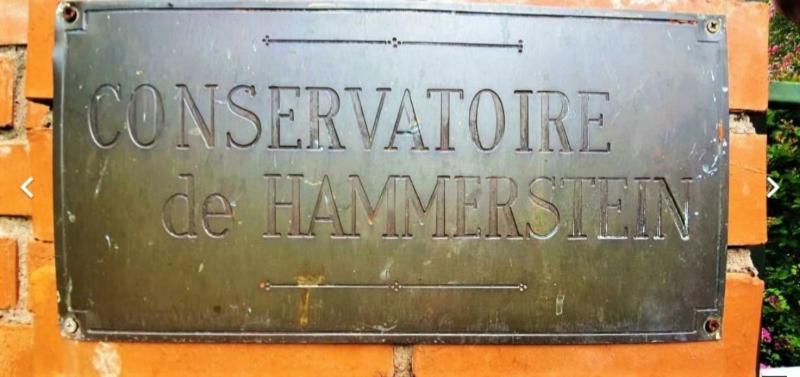 CONSERVATOIRE
de HAMMERSTEIN